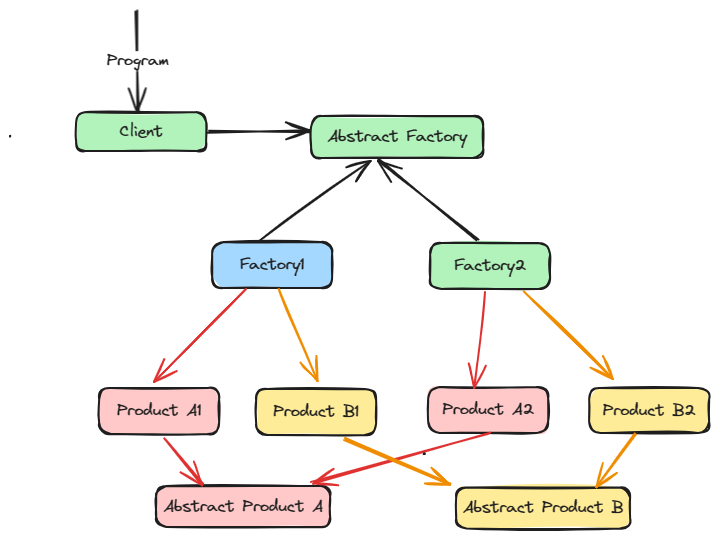 Program
Client
Abstract Factory
Factory1
Factory2
Product A1
Product B1
Product A2
Product B2
Abstract Product A
Abstract Product B